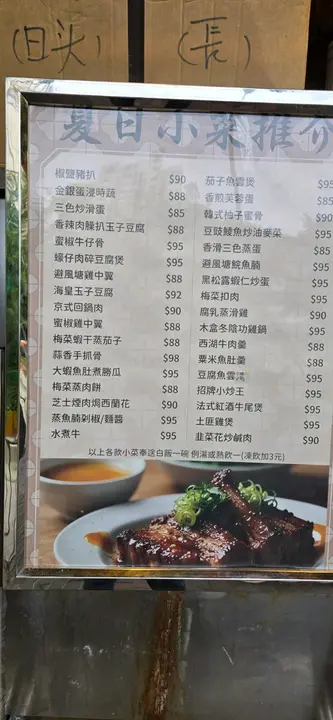 (日头)
(長)
夏日小菜推介
椒鹽豬扒 $90
金銀蛋浸時蔬 $88
三色炒滑蛋 $85
香辣肉脲扒玉子豆腐 $88
蜜椒牛仔骨 $95
蠔仔肉碎豆腐煲 $95
避風塘雞中翼 $88
海皇玉子豆腐 $92
京式回鍋肉 $90
蜜椒雞中翼 $88
梅菜蝦干蒸茄子 $88
蒜香手抓骨 $98
大蝦魚肚煮勝瓜 $95
梅菜蒸肉餅 $88
芝士煙肉焗西蘭花 $90
蒸魚腩剁椒/麵醬 $95
水煮牛 $95
茄子魚雲煲 $95
香煎芙蓉蛋 $85
韓式柚子蜜骨 $90
豆豉鯪魚炒油麥菜 $95
香滑三色蒸蛋 $85
避風塘鯇魚腩 $95
黑松露蝦仁炒蛋 $95
梅菜扣肉 $95
腐乳蒸滑雞 $90
木盒冬陰功雞鍋 $95
西湖牛肉羹 $88
粟米魚肚羹 $88
豆腐魚雲湯 $95
招牌小炒王 $95
法式紅酒牛尾煲 $95
土匪雞煲 $95
韭菜花炒鹹肉 $90
以上各款小菜奉送白飯一碗 例湯或熱飲一(凍飲加3元)